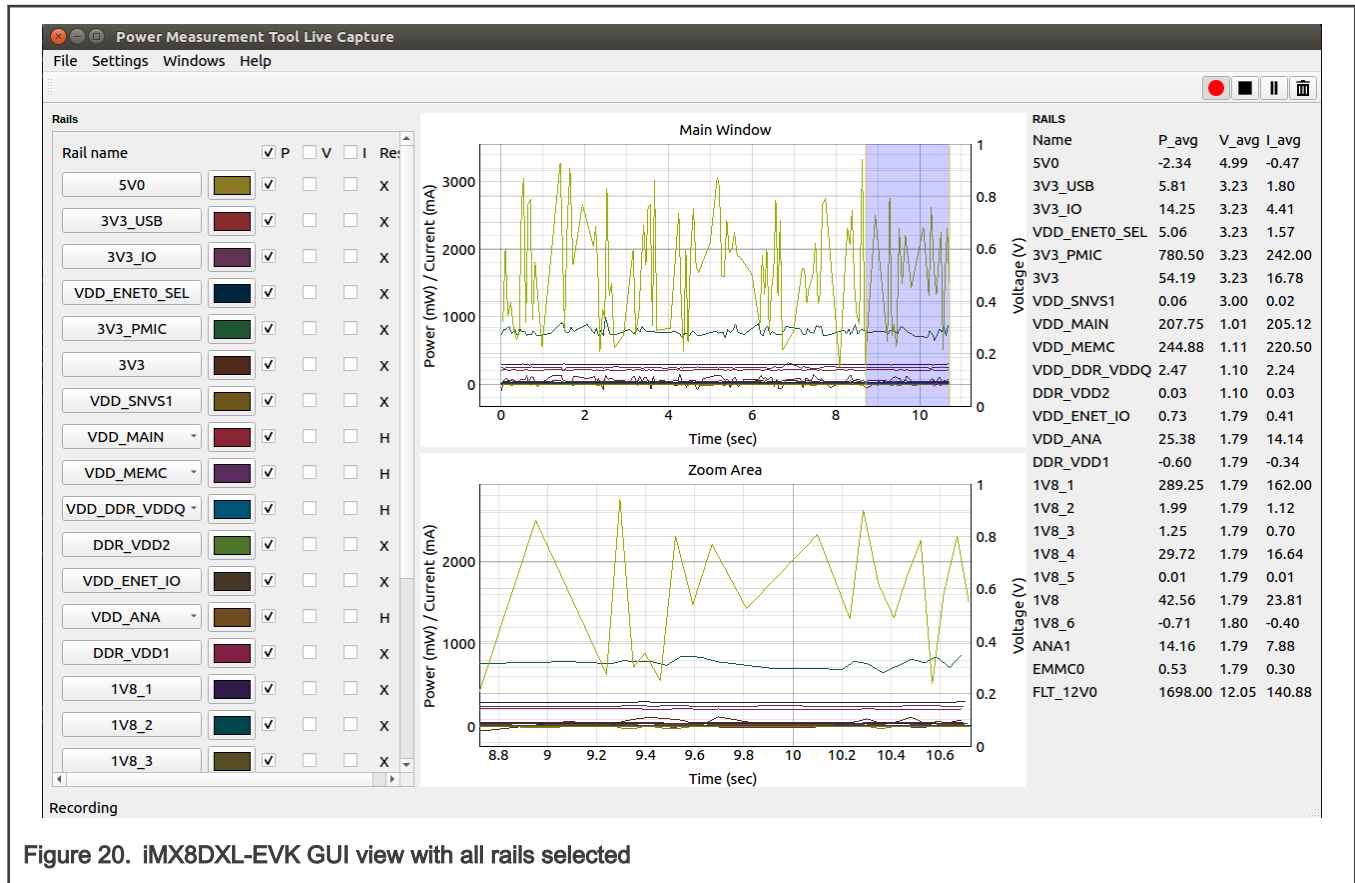 Power Measurement Tool Live Capture
File Settings Windows Help
Rails
Rail name P V I Re
5V0 X
3V3_USB X
3V3_IO X
VDD_ENET0_SEL X
3V3_PMIC X
3V3 X
VDD_SNVS1 X
VDD_MAIN H
VDD_MEMC H
VDD_DDR_VDDQ H
DDR_VDD2 X
VDD_ENET_IO X
VDD_ANA H
DDR_VDD1 X
1V8_1 X
1V8_2 X
1V8_3 X
Main Window
Power (mW) / Current (mA)
3000
2000
1000
0
0 2 4 6 8 10
Time (sec)
1
0.8
0.6
0.4
0.2
0
Voltage (V)
Zoom Area
Power (mW) / Current (mA)
2000
1000
0
8.8 9 9.2 9.4 9.6 9.8 10 10.2 10.4 10.6
Time (sec)
1
0.8
0.6
0.4
0.2
0
Voltage (V)
RAILS
Name P_avg V_avg I_avg
5V0 -2.34 4.99 -0.47
3V3_USB 5.81 3.23 1.80
3V3_IO 14.25 3.23 4.41
VDD_ENET0_SEL 5.06 3.23 1.57
3V3_PMIC 780.50 3.23 242.00
3V3 54.19 3.23 16.78
VDD_SNVS1 0.06 3.00 0.02
VDD_MAIN 207.75 1.01 205.12
VDD_MEMC 244.88 1.11 220.50
VDD_DDR_VDDQ 2.47 1.10 2.24
DDR_VDD2 0.03 1.10 0.03
VDD_ENET_IO 0.73 1.79 0.41
VDD_ANA 25.38 1.79 14.14
DDR_VDD1 -0.60 1.79 -0.34
1V8_1 289.25 1.79 162.00
1V8_2 1.99 1.79 1.12
1V8_3 1.25 1.79 0.70
1V8_4 29.72 1.79 16.64
1V8_5 0.01 1.79 0.01
1V8 42.56 1.79 23.81
1V8_6 -0.71 1.80 -0.40
ANA1 14.16 1.79 7.88
EMMC0 0.53 1.79 0.30
FLT_12V0 1698.00 12.05 140.88
Recording
Figure 20. iMX8DXL-EVK GUI view with all rails selected